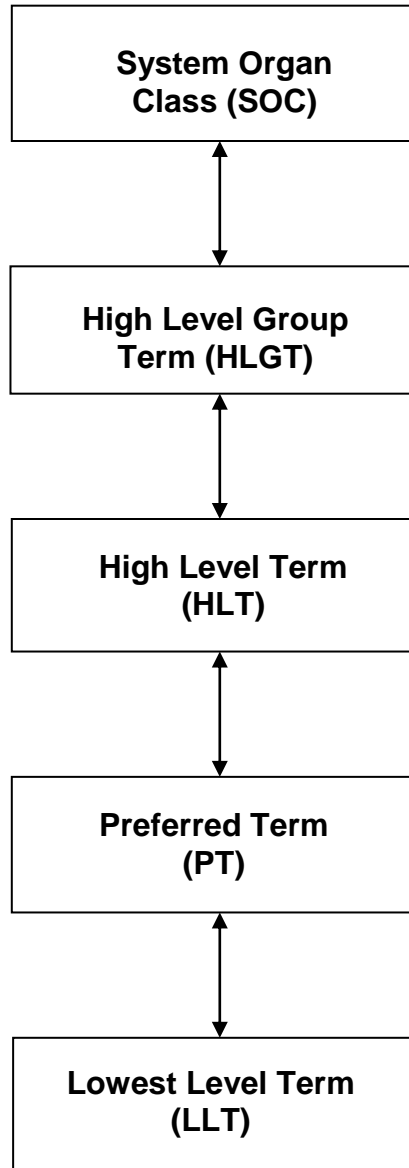 System Organ
Class (SOC)
High Level Group
Term (HLGT)
High Level Term
(HLT)
Preferred Term
(PT)
Lowest Level Term
(LLT)